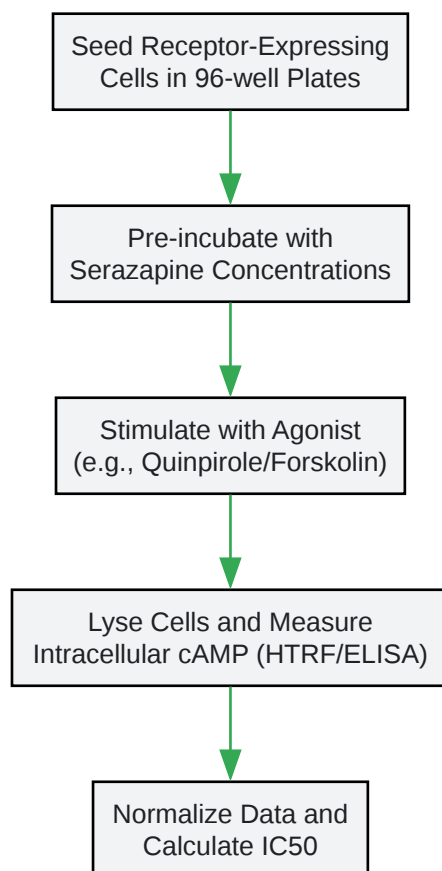 Seed Receptor-Expressing
Cells in 96-well Plates
Pre-incubate with
Serazapine Concentrations
Stimulate with Agonist
(e.g., Quinpirole/Forskolin)
Lyse Cells and Measure
Intracellular cAMP (HTRF/ELISA)
Normalize Data and
Calculate IC50